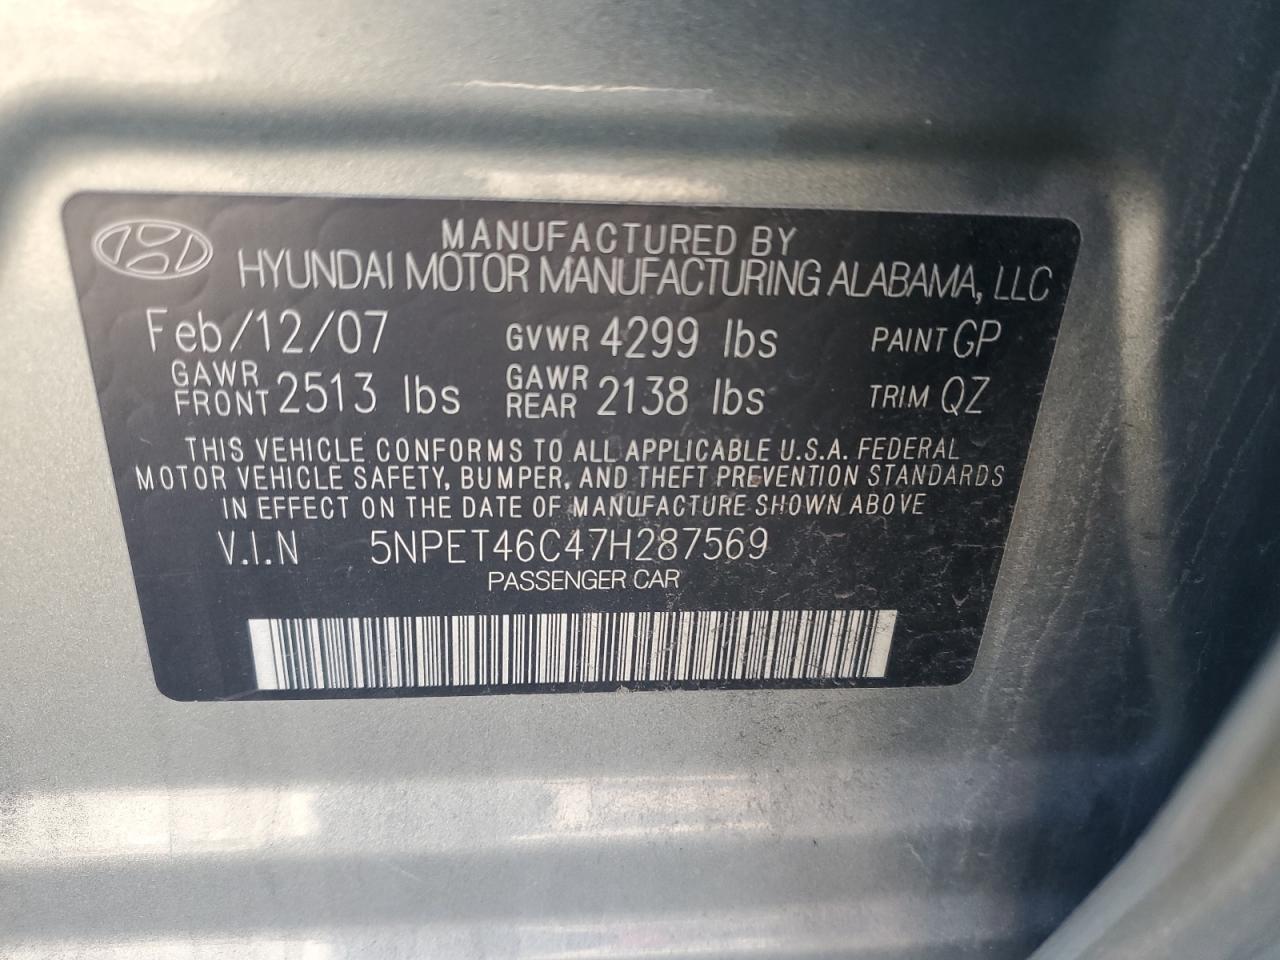 MANUFACTURED BY
HYUNDAI MOTOR MANUFACTURING ALABAMA, LLC
Feb/12/07 GVWR 4299 lbs PAINT GP
GAWR FRONT 2513 lbs GAWR REAR 2138 lbs TRIM QZ
THIS VEHICLE CONFORMS TO ALL APPLICABLE U.S.A. FEDERAL
MOTOR VEHICLE SAFETY, BUMPER, AND THEFT PREVENTION STANDARDS
IN EFFECT ON THE DATE OF MANUFACTURE SHOWN ABOVE
V.I.N 5NPET46C47H287569
PASSENGER CAR